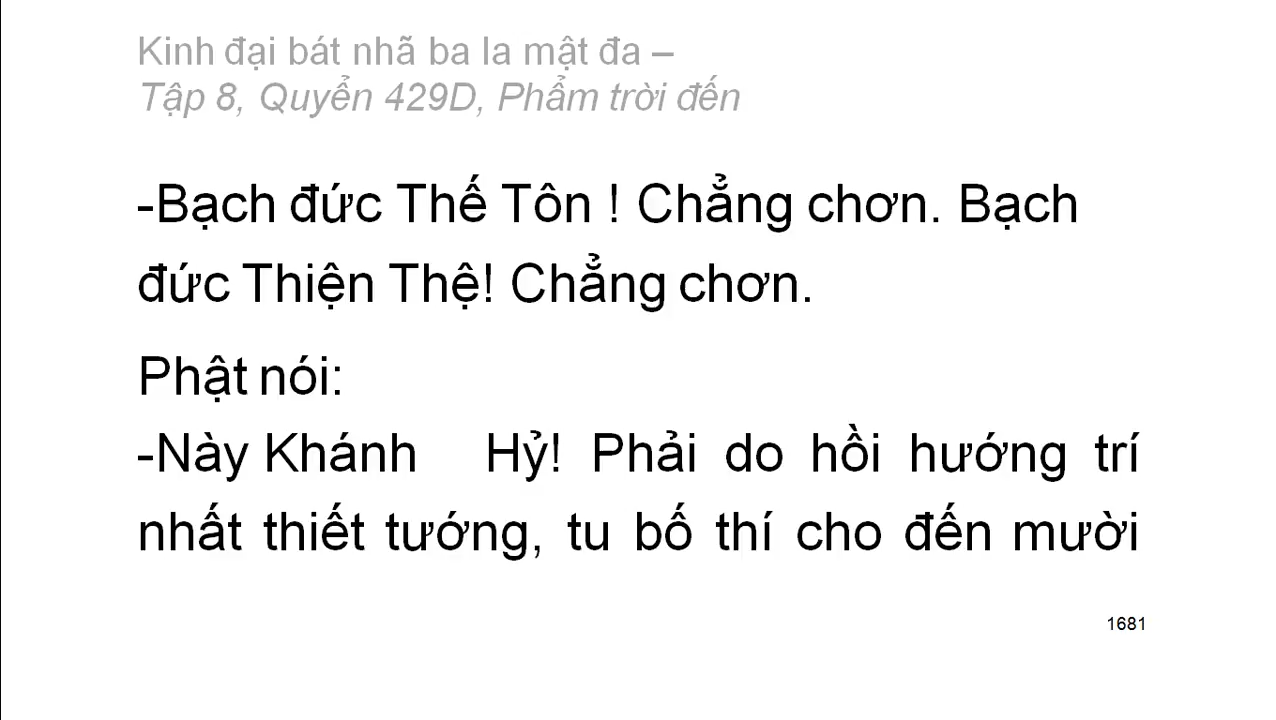 Kinh đại bát nhã ba la mật đa –
Tập 8, Quyển 429D, Phẩm trời đến
-Bạch đức Thế Tôn ! Chẳng chơn. Bạch
đức Thiện Thệ! Chẳng chơn.
Phật nói:
-Này Khánh Hỷ! Phải do hồi hướng trí
nhất thiết tướng, tu bố thí cho đến mười
1681